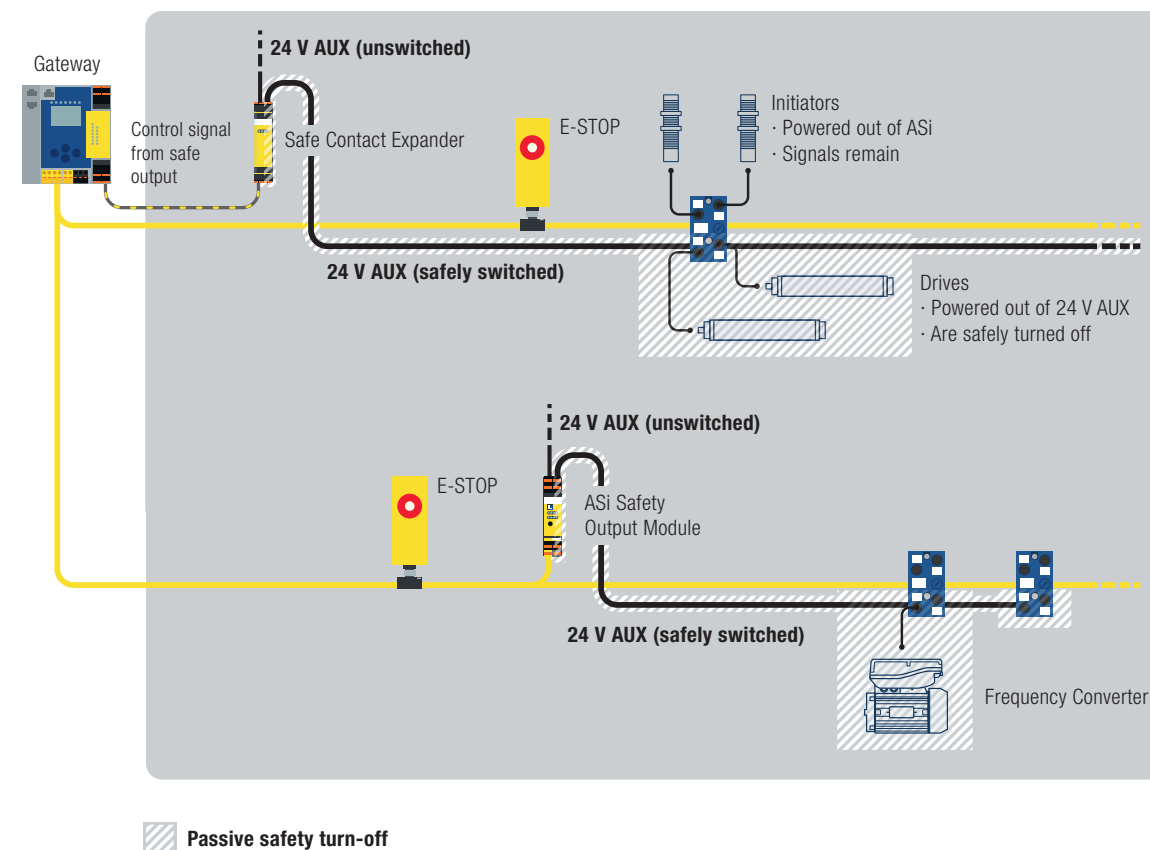 24 V AUX (unswitched)
Gateway
Control signal
from safe
output
Safe Contact Expander
E-STOP
Initiators
· Powered out of ASi
· Signals remain
24 V AUX (safely switched)
Drives
· Powered out of 24 V AUX
· Are safely turned off
24 V AUX (unswitched)
E-STOP
ASi Safety
Output Module
24 V AUX (safely switched)
Frequency Converter
Passive safety turn-off